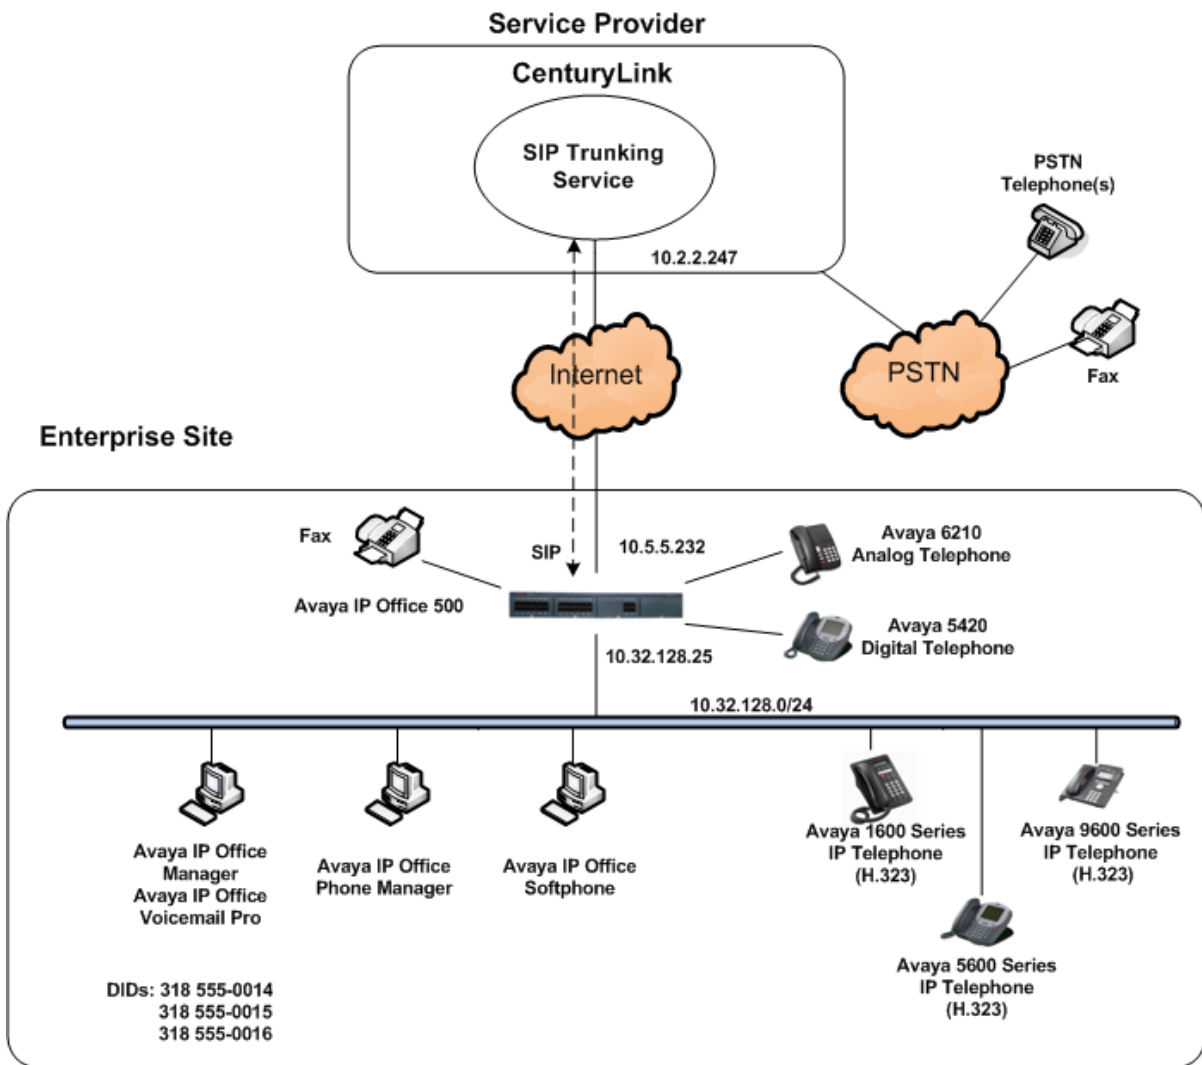 Service Provider
CenturyLink
SIP Trunking
Service
10.2.2.247
PSTN
Telephone(s)
Internet
PSTN
Fax
Enterprise Site
Fax
SIP
10.5.5.232
Avaya 6210
Analog Telephone
Avaya IP Office 500
Avaya 5420
Digital Telephone
10.32.128.25
10.32.128.0/24
Avaya IP Office
Manager
Avaya IP Office
Voicemail Pro
Avaya IP Office
Phone Manager
Avaya IP Office
Softphone
Avaya 1600 Series
IP Telephone
(H.323)
Avaya 9600 Series
IP Telephone
(H.323)
Avaya 5600 Series
IP Telephone
(H.323)
DIDs: 318 555-0014
318 555-0015
318 555-0016